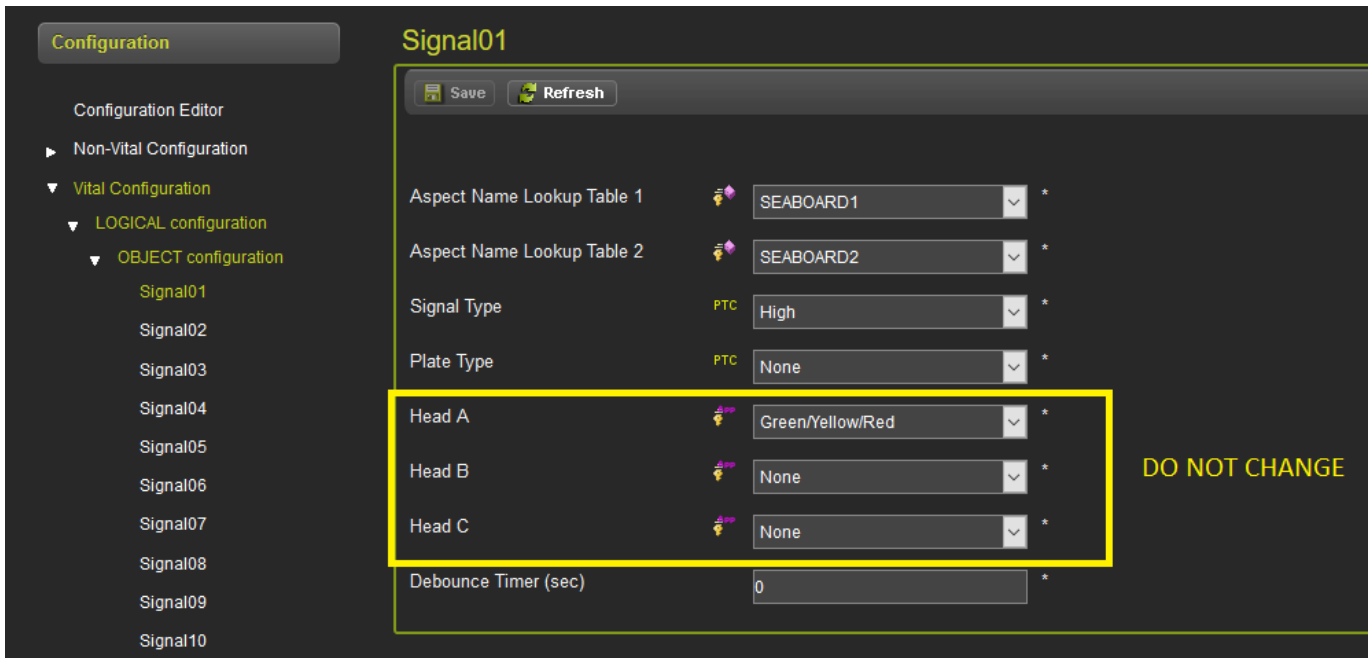 Configuration
Configuration Editor
Non-Vital Configuration
Vital Configuration
LOGICAL configuration
OBJECT configuration
Signal01
Signal02
Signal03
Signal04
Signal05
Signal06
Signal07
Signal08
Signal09
Signal10
Signal01
Save Refresh
Aspect Name Lookup Table 1 SEABOARD1 *
Aspect Name Lookup Table 2 SEABOARD2 *
Signal Type PTC High *
Plate Type PTC None *
Head A App Green/Yellow/Red *
Head B App None *
Head C App None *
DO NOT CHANGE
Debounce Timer (sec) 0 *